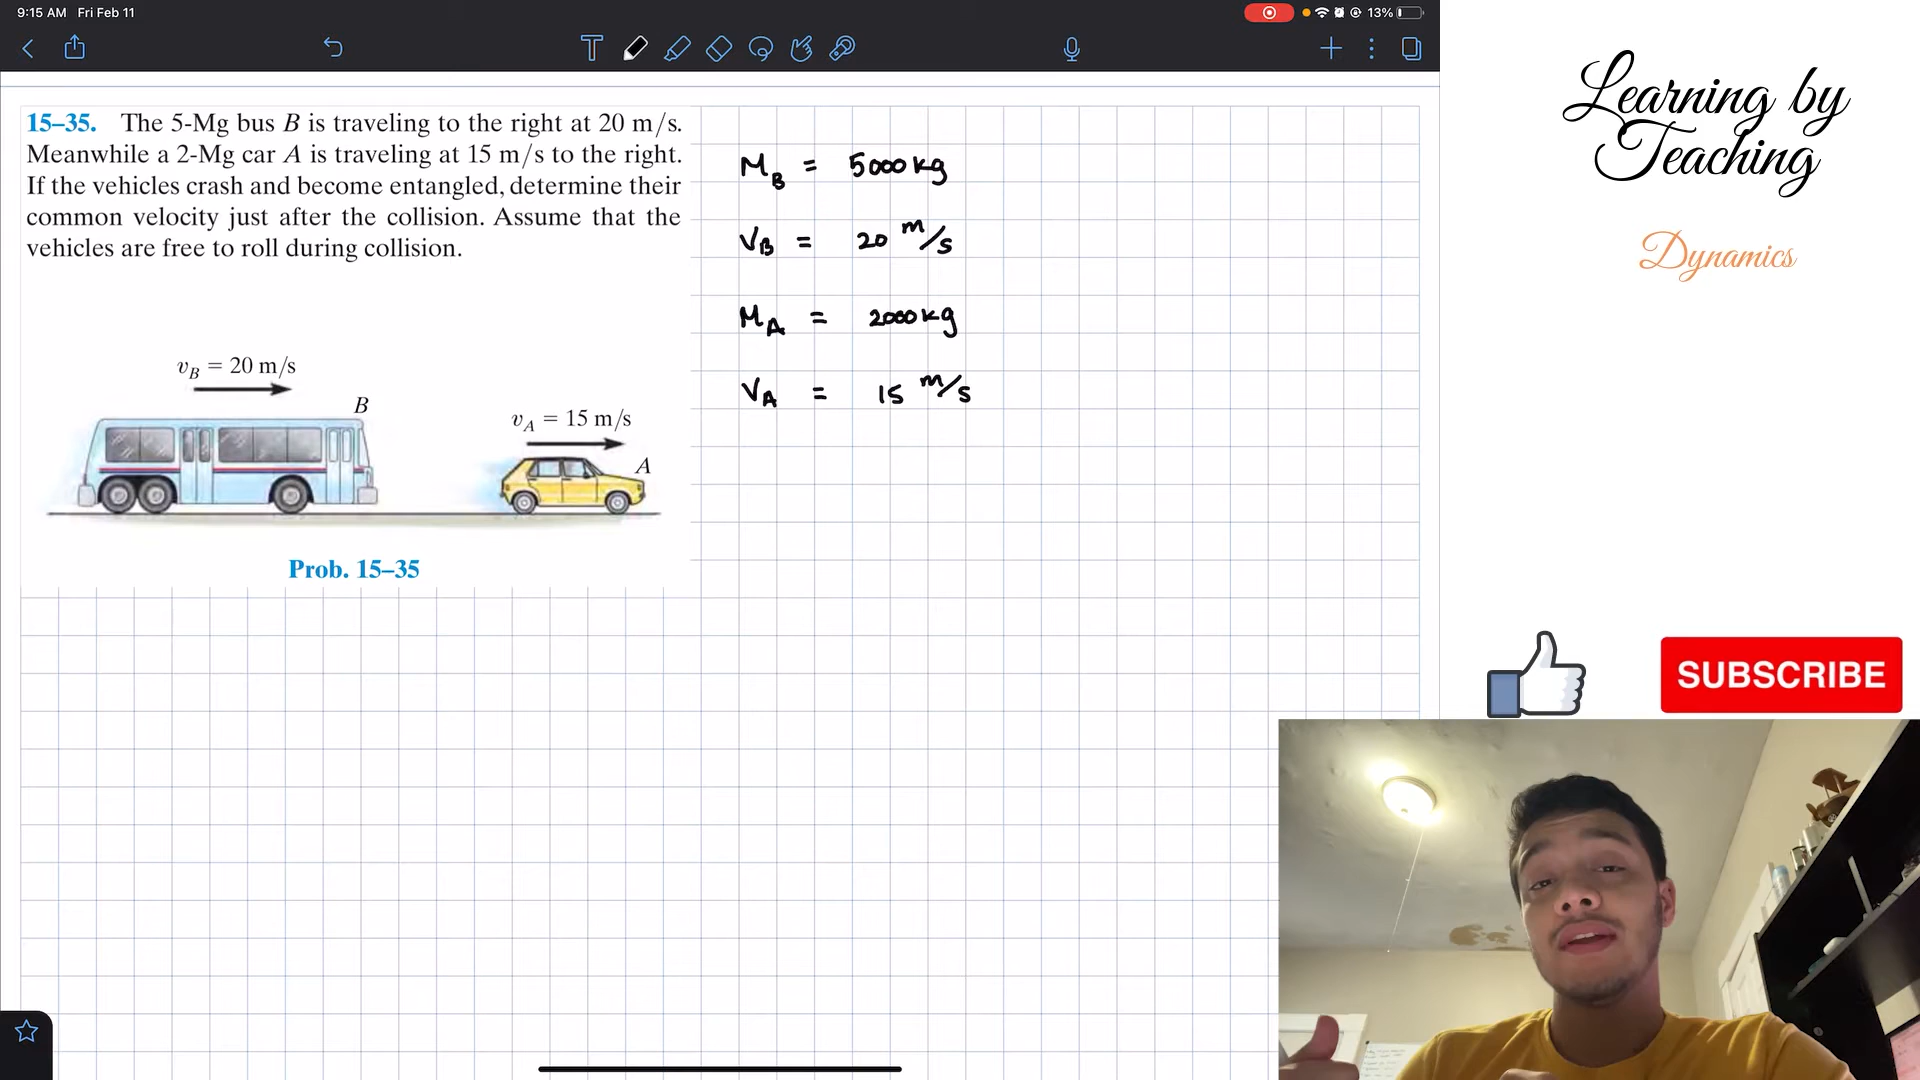 9:15 AM Fri Feb 11
13%
15–35. The 5-Mg bus B is traveling to the right at 20 m/s.
Meanwhile a 2-Mg car A is traveling at 15 m/s to the right.
If the vehicles crash and become entangled, determine their
common velocity just after the collision. Assume that the
vehicles are free to roll during collision.
v_B = 20 m/s
B
v_A = 15 m/s
A
Prob. 15–35
M_B = 5000 kg
V_B = 20 m/s
M_A = 2000 kg
V_A = 15 m/s
Learning by
Teaching
Dynamics
SUBSCRIBE